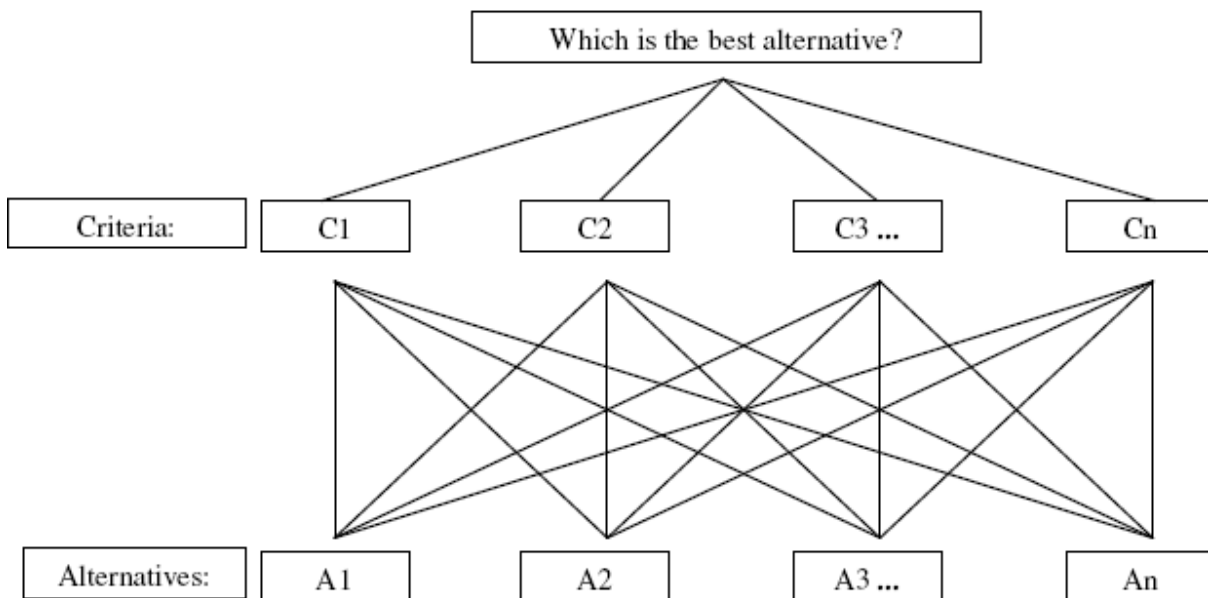 Which is the best alternative?
Criteria:
C1
C2
C3 ...
Cn
Alternatives:
A1
A2
A3 ...
An